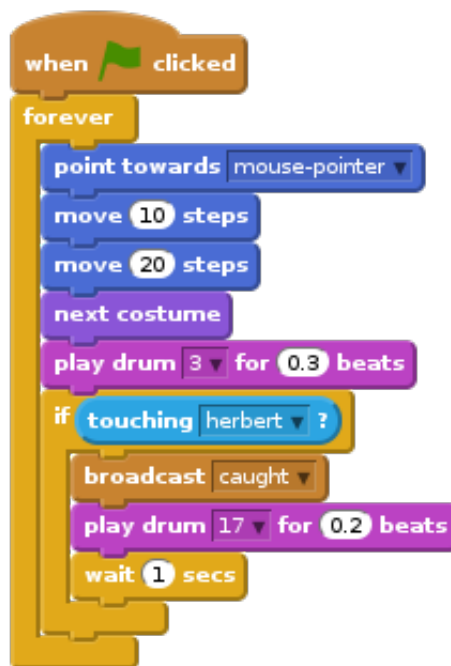 when clicked
forever
point towards mouse-pointer
move 10 steps
move 20 steps
next costume
play drum 3 for 0.3 beats
if touching herbert ?
broadcast caught
play drum 17 for 0.2 beats
wait 1 secs